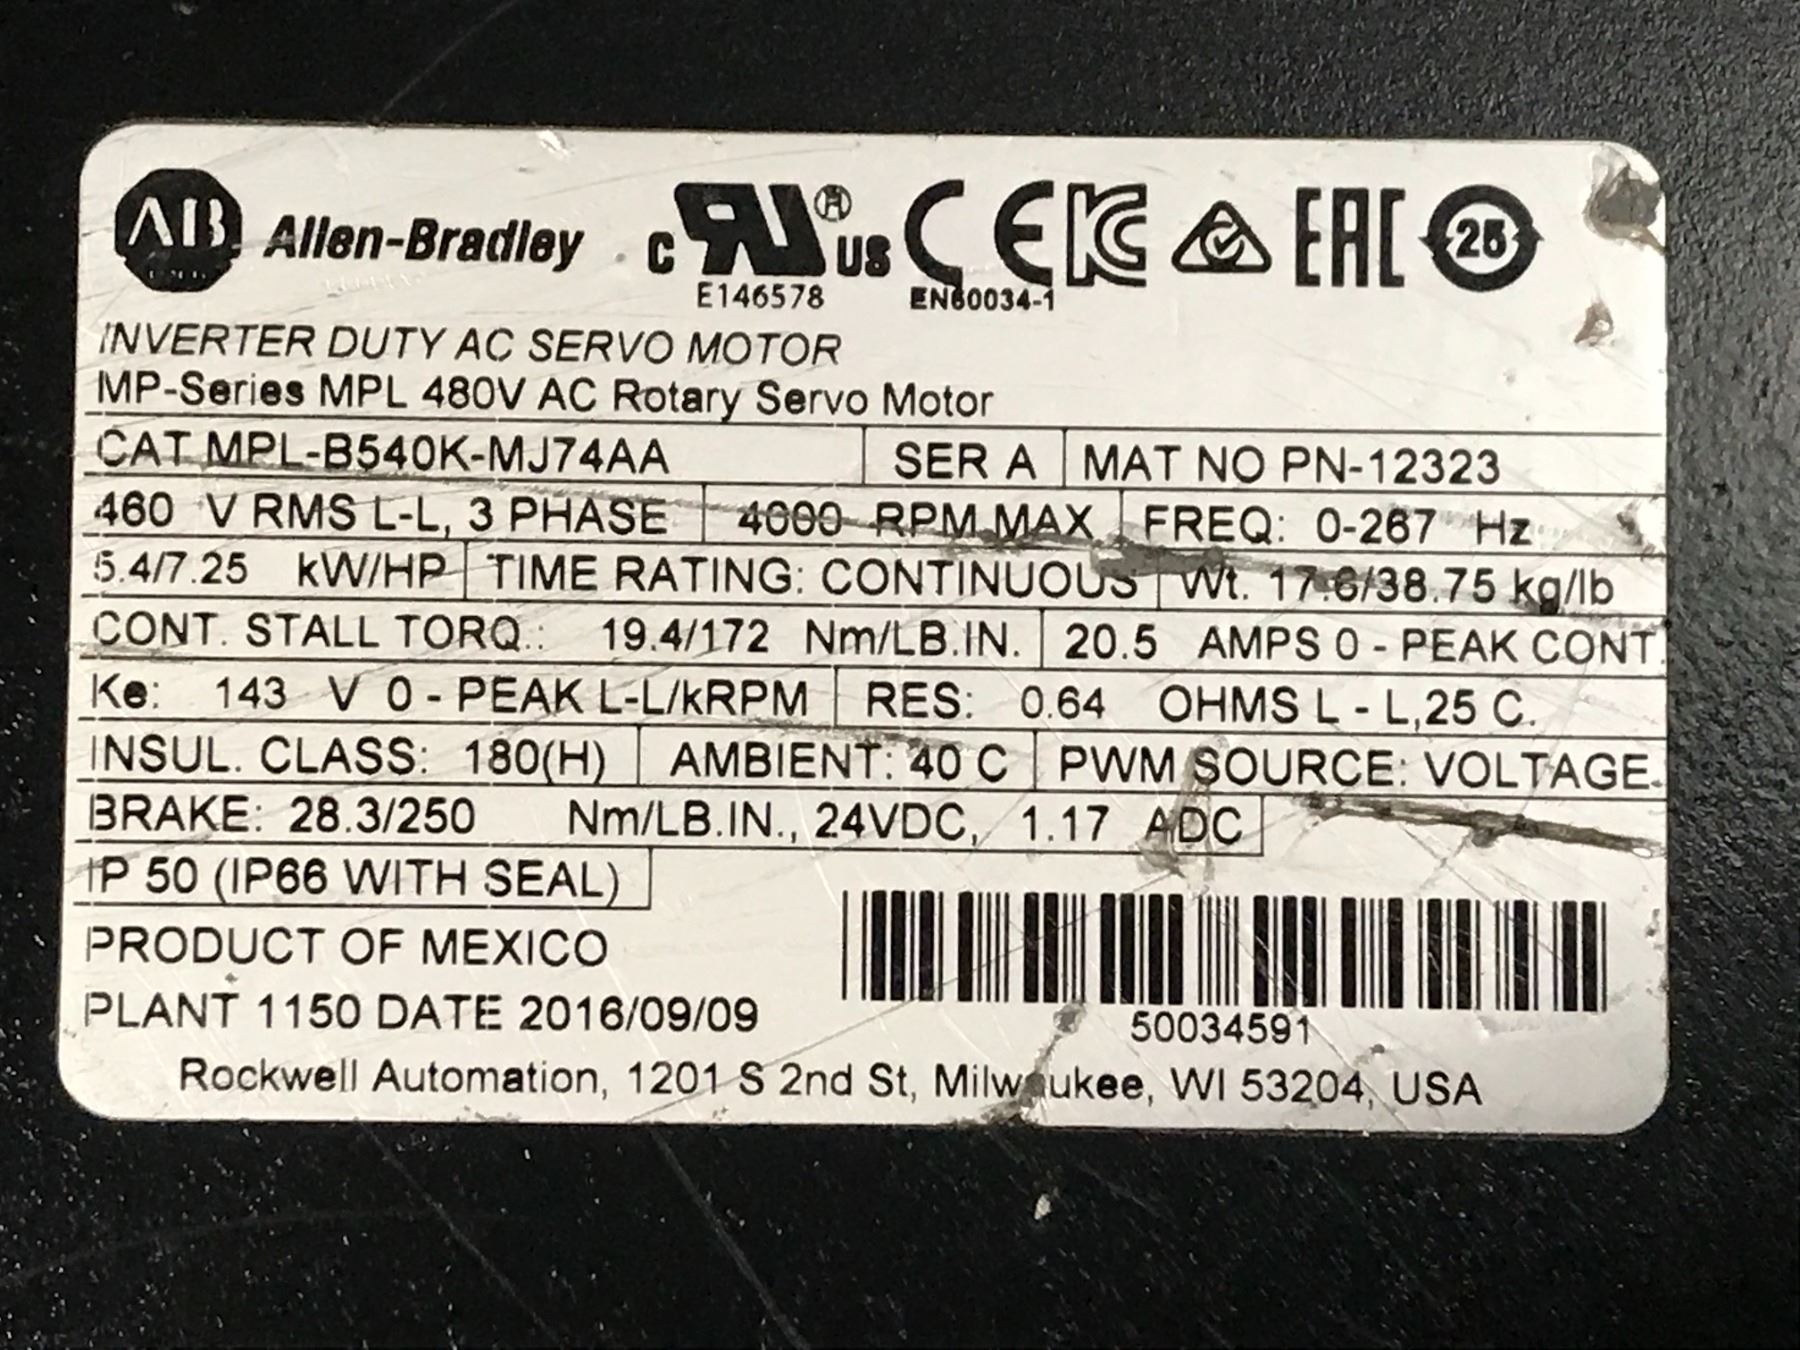 AB Allen-Bradley c RU ® us CE KC EAC 25
E146578 EN60034-1
INVERTER DUTY AC SERVO MOTOR
MP-Series MPL 480V AC Rotary Servo Motor
CAT MPL-B540K-MJ74AA SER A MAT NO PN-12323
460 V RMS L-L, 3 PHASE 4000 RPM MAX FREQ: 0-267 Hz
5.4/7.25 kW/HP TIME RATING: CONTINUOUS Wt. 17.6/38.75 kg/lb
CONT. STALL TORQ.: 19.4/172 Nm/LB.IN. 20.5 AMPS 0 - PEAK CONT.
Ke: 143 V 0 - PEAK L-L/kRPM RES: 0.64 OHMS L - L,25 C.
INSUL. CLASS: 180(H) AMBIENT: 40 C PWM SOURCE: VOLTAGE.
BRAKE: 28.3/250 Nm/LB.IN., 24VDC, 1.17 ADC
IP 50 (IP66 WITH SEAL)
PRODUCT OF MEXICO
PLANT 1150 DATE 2016/09/09
50034591
Rockwell Automation, 1201 S 2nd St, Milwaukee, WI 53204, USA